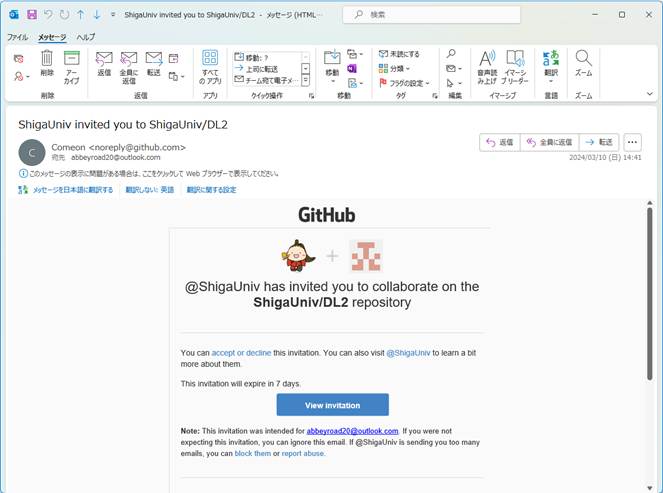 ShigaUniv invited you to ShigaUniv/DL2 - メッセージ (HTML…
検索
ファイル メッセージ ヘルプ
削除 アーカイブ 返信 全員に返信 転送 すべてのアプリ 移動: ? 上司に転送 チーム宛て電子メ… 移動 未読にする 分類 フラグの設定 音声読み上げ イマーシブ リーダー 翻訳 ズーム
削除 返信 アプリ クイック操作 移動 タグ 編集 イマーシブ 言語 ズーム
ShigaUniv invited you to ShigaUniv/DL2
C
Comeon <noreply@github.com>
宛先 abbeyroad20@outlook.com
返信 全員に返信 転送
2024/03/10 (日) 14:41
このメッセージの表示に問題がある場合は、ここをクリックして Web ブラウザーで表示してください。
メッセージを日本語に翻訳する 翻訳しない: 英語 翻訳に関する設定
GitHub
@ShigaUniv has invited you to collaborate on the
ShigaUniv/DL2 repository
You can accept or decline this invitation. You can also visit @ShigaUniv to learn a bit
more about them.
This invitation will expire in 7 days.
View invitation
Note: This invitation was intended for abbeyroad20@outlook.com. If you were not
expecting this invitation, you can ignore this email. If @ShigaUniv is sending you too many
emails, you can block them or report abuse.